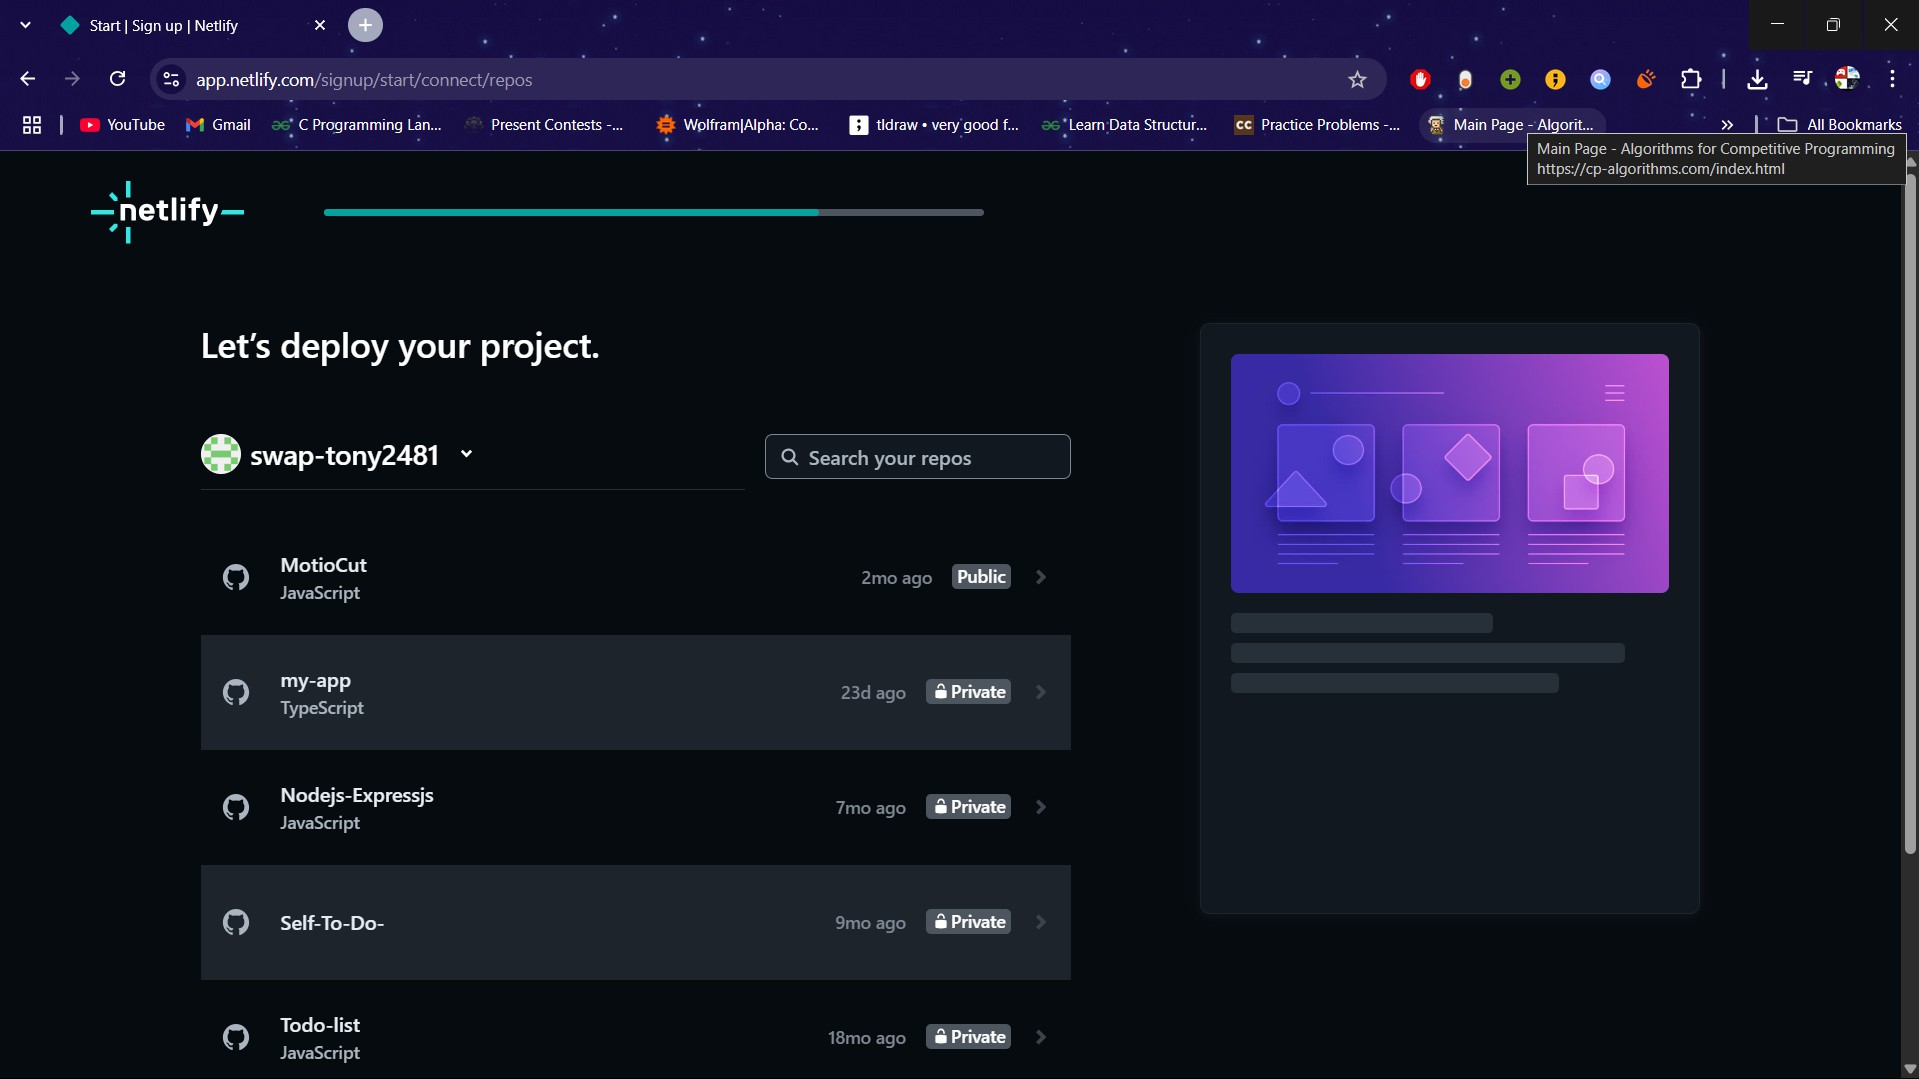 Start | Sign up | Netlify
app.netlify.com/signup/start/connect/repos
YouTube
Gmail
C Programming Lan...
Present Contests -...
Wolfram|Alpha: Co...
tldraw • very good f...
Learn Data Structur...
CC
Practice Problems -...
Main Page - Algorit...
All Bookmarks
Main Page - Algorithms for Competitive Programming
https://cp-algorithms.com/index.html
netlify
Let's deploy your project.
swap-tony2481
Search your repos
MotioCut
JavaScript
2mo ago
Public
my-app
TypeScript
23d ago
Private
Nodejs-Expressjs
JavaScript
7mo ago
Private
Self-To-Do-
9mo ago
Private
Todo-list
JavaScript
18mo ago
Private